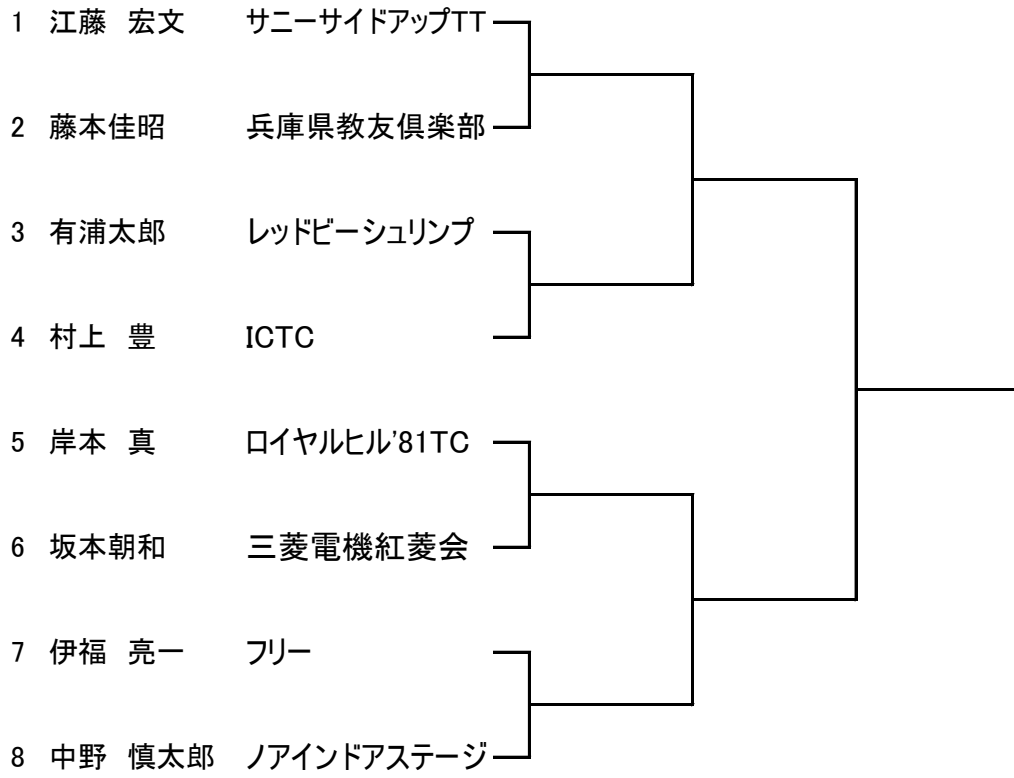 1 江藤 宏文 サニーサイドアップTT
2 藤本佳昭 兵庫県教友倶楽部
3 有浦太郎 レッドビーシュリンプ
4 村上 豊 ICTC
5 岸本 真 ロイヤルヒル'81TC
6 坂本朝和 三菱電機紅菱会
7 伊福 亮一 フリー
8 中野 慎太郎 ノアインドアステージ